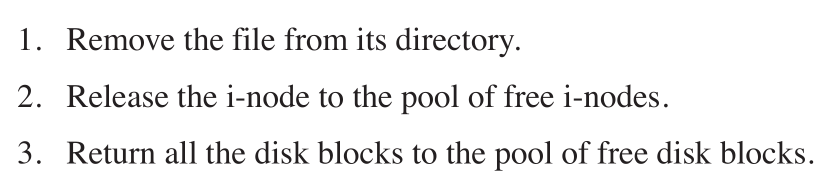 1. Remove the file from its directory.
2. Release the i-node to the pool of free i-nodes.
3. Return all the disk blocks to the pool of free disk blocks.